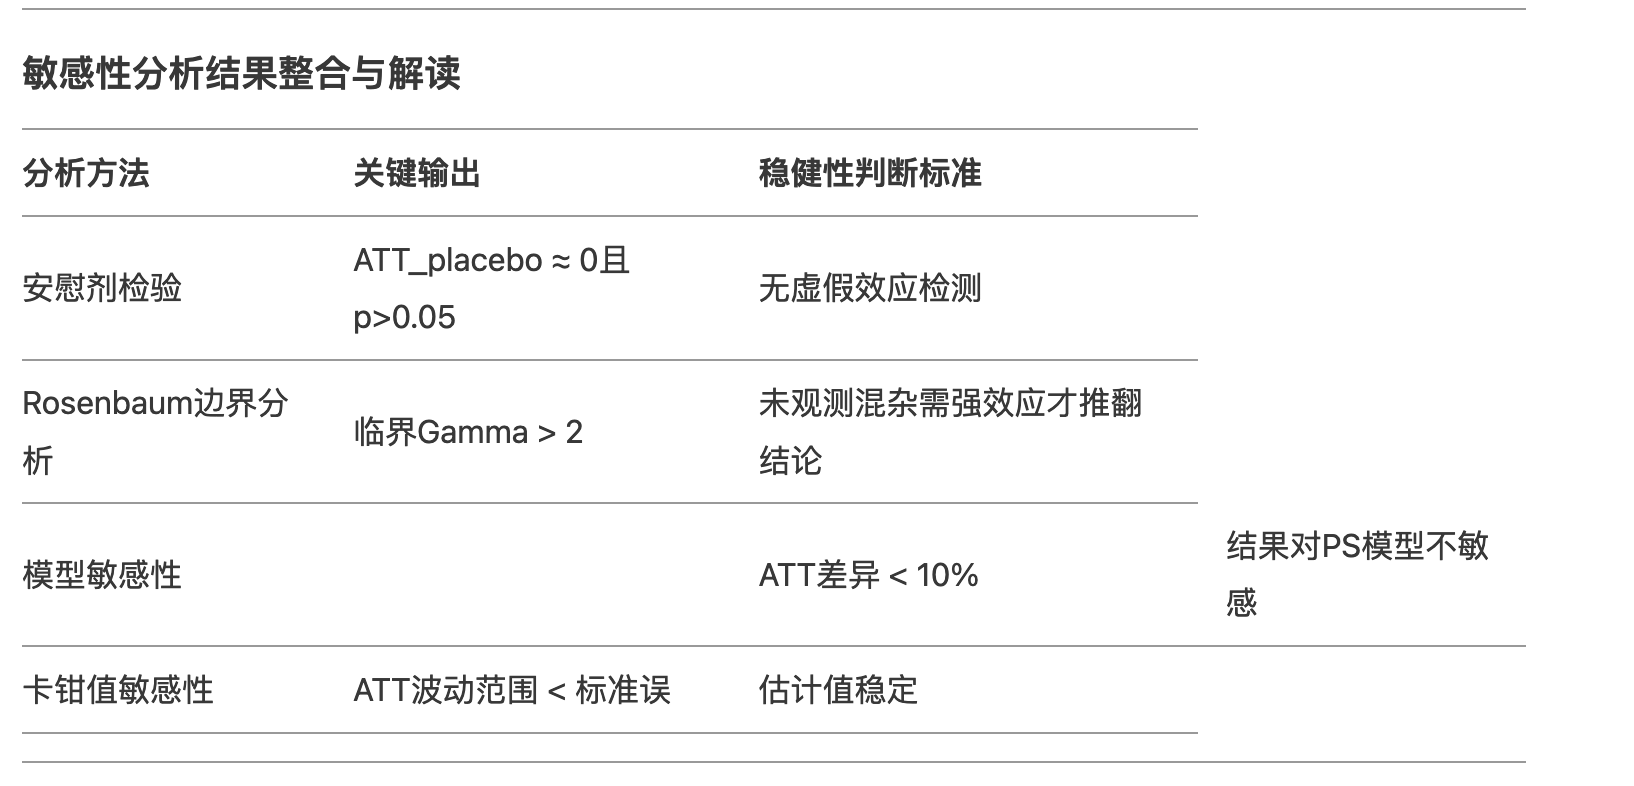 敏感性分析结果整合与解读
分析方法 关键输出 稳健性判断标准
安慰剂检验 ATT_placebo ≈ 0且 p>0.05 无虚假效应检测
Rosenbaum边界分析 临界Gamma > 2 未观测混杂需强效应才推翻结论
模型敏感性 ATT差异 < 10% 结果对PS模型不敏感
卡钳值敏感性 ATT波动范围 < 标准误 估计值稳定